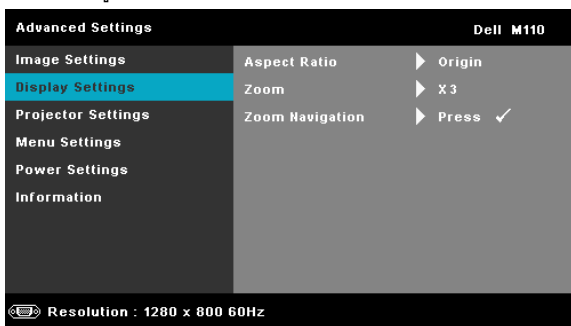 Advanced Settings Dell M110
Image Settings
Display Settings
Projector Settings
Menu Settings
Power Settings
Information
Aspect Ratio Origin
Zoom X3
Zoom Navigation Press ✓
Resolution : 1280 x 800 60Hz